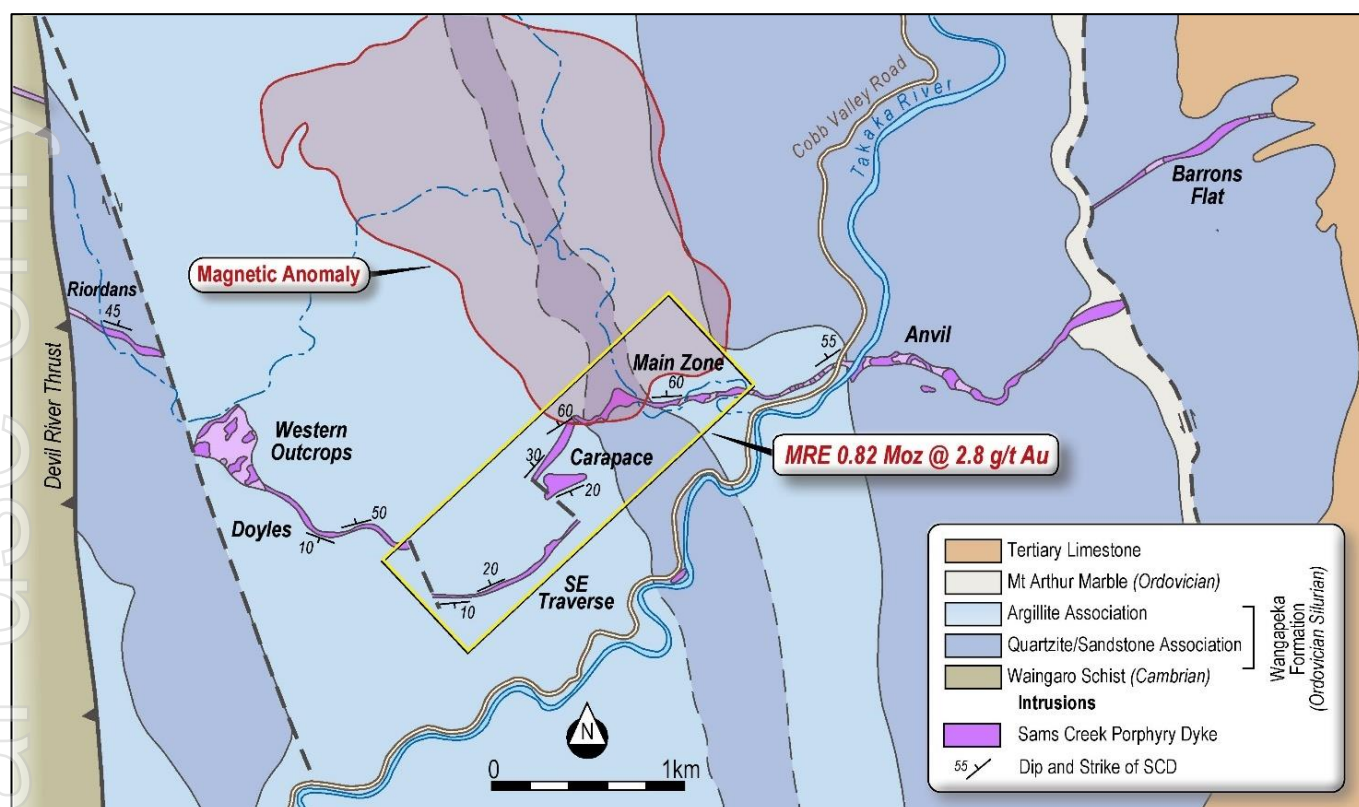 Cobb Valley Road
Takaka River
Barrons
Flat
Magnetic Anomaly
Riordans
45
Devil River Thrust
55
Anvil
Main Zone
60
60
Western
Outcrops
Carapace
30
20
MRE 0.82 Moz @ 2.8 g/t Au
50
Doyles
10
20
SE
Traverse
10
N
0
1km
Tertiary Limestone
Mt Arthur Marble (Ordovician)
Argillite Association
Quartzite/Sandstone Association
Waingaro Schist (Cambrian)
Wangapeka
Formation
(Ordovician Silurian)
Intrusions
Sams Creek Porphyry Dyke
55
Dip and Strike of SCD